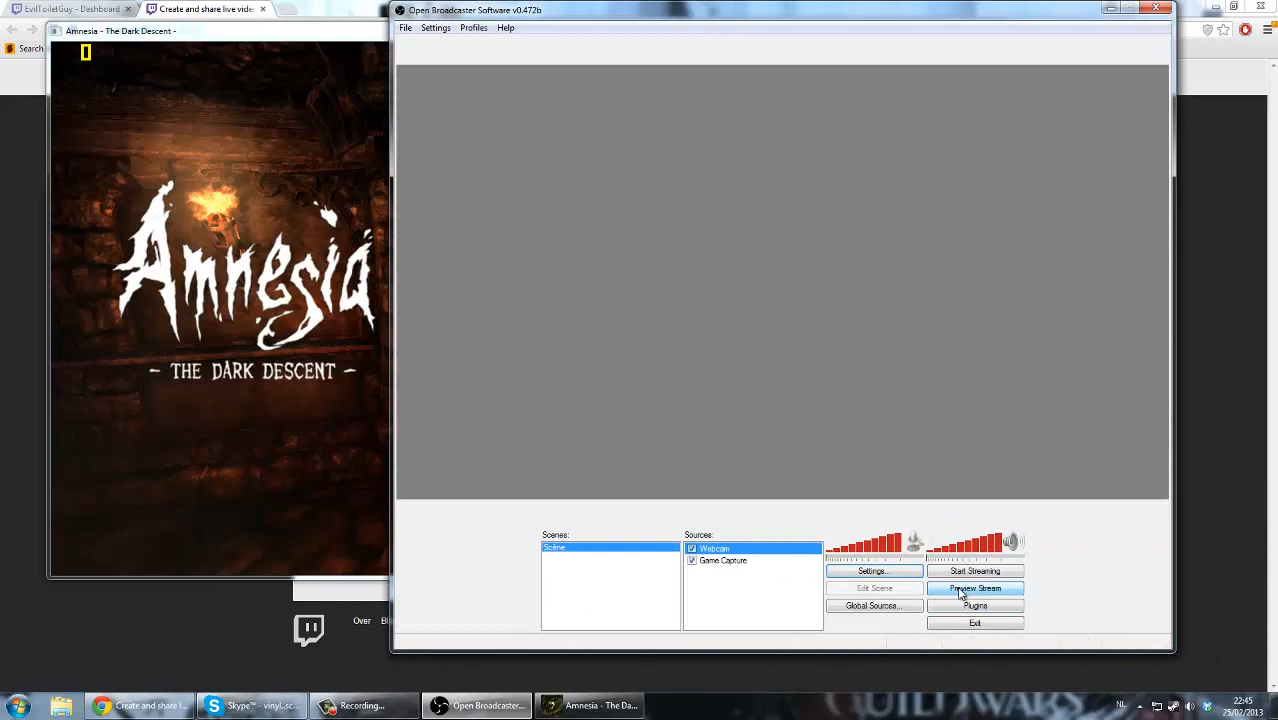 EvilToiletGuy - Dashboard
Create and share live vide
Open Broadcaster Software v0.472b
Amnesia - The Dark Descent -
File Settings Profiles Help
Search
Amnesia
- THE DARK DESCENT -
Scenes:
Sources:
Scène
Webcam
Game Capture
Settings...
Start Streaming
Edit Scene
Preview Stream
Global Sources...
Plugins
Exit
Over
Create and share l...
Skype™ - vinyl..sc...
Recording...
Open Broadcaster...
Amnesia - The Da...
NL
22:45
25/02/2013